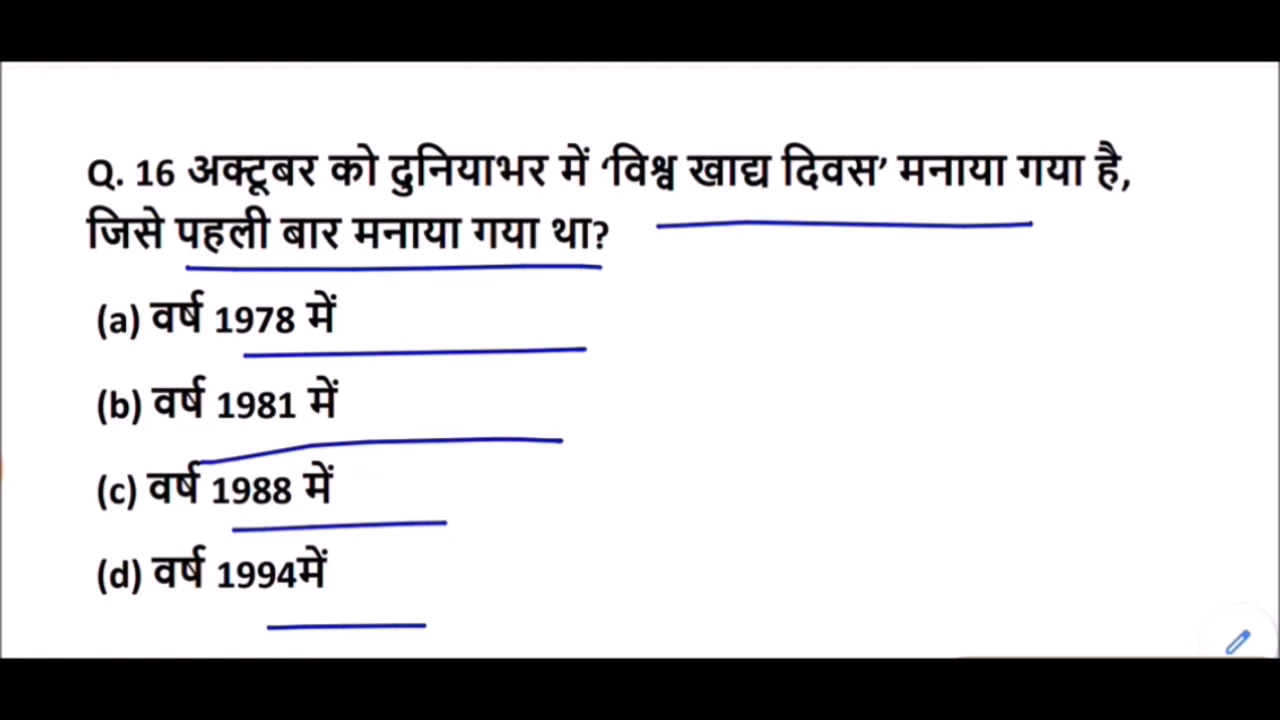 Q. 16 अक्टूबर को दुनियाभर में ‘विश्व खाद्य दिवस’ मनाया गया है,
जिसे पहली बार मनाया गया था?
(a) वर्ष 1978 में
(b) वर्ष 1981 में
(c) वर्ष 1988 में
(d) वर्ष 1994में